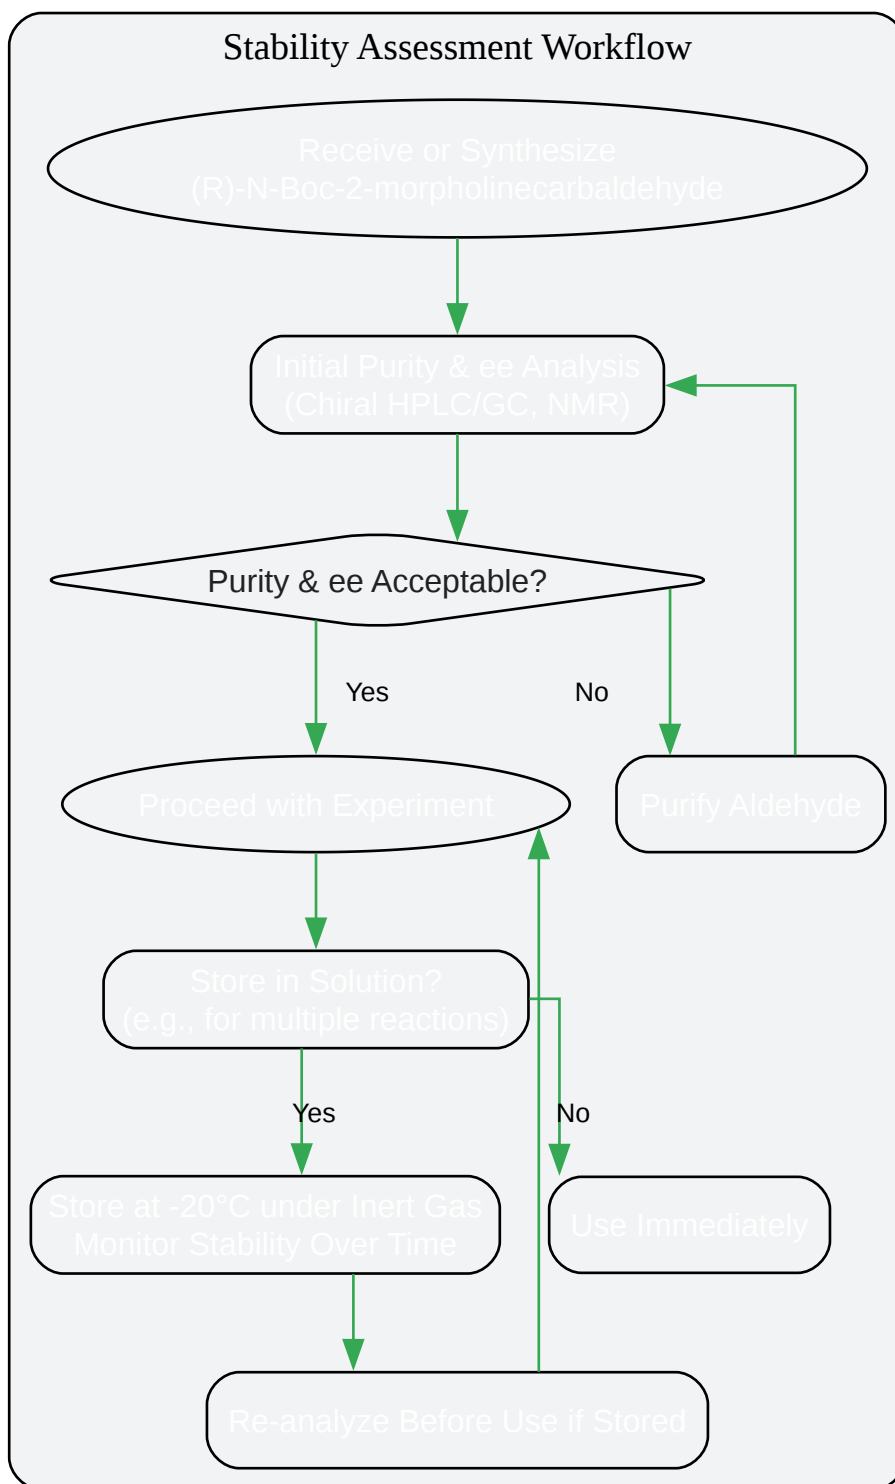 Stability Assessment Workflow
Receive or Synthesize
(R)-N-Boc-2-morpholinecarbaldehyde
Initial Purity & ee Analysis
(Chiral HPLC/GC, NMR)
Purity & ee Acceptable?
Yes
No
Proceed with Experiment
Purify Aldehyde
Store in Solution?
(e.g., for multiple reactions)
Yes
No
Store at -20°C under Inert Gas
Monitor Stability Over Time
Use Immediately
Re-analyze Before Use if Stored